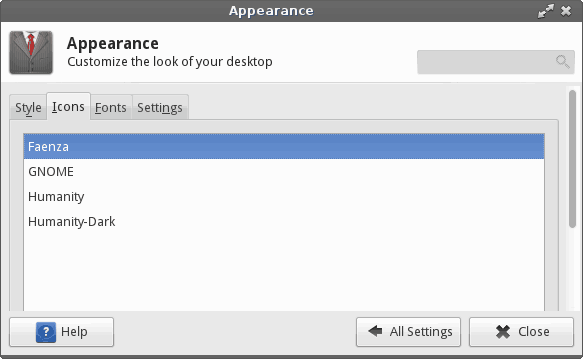 Appearance
Appearance
Customize the look of your desktop
Style Icons Fonts Settings
Faenza
GNOME
Humanity
Humanity-Dark
? Help All Settings Close